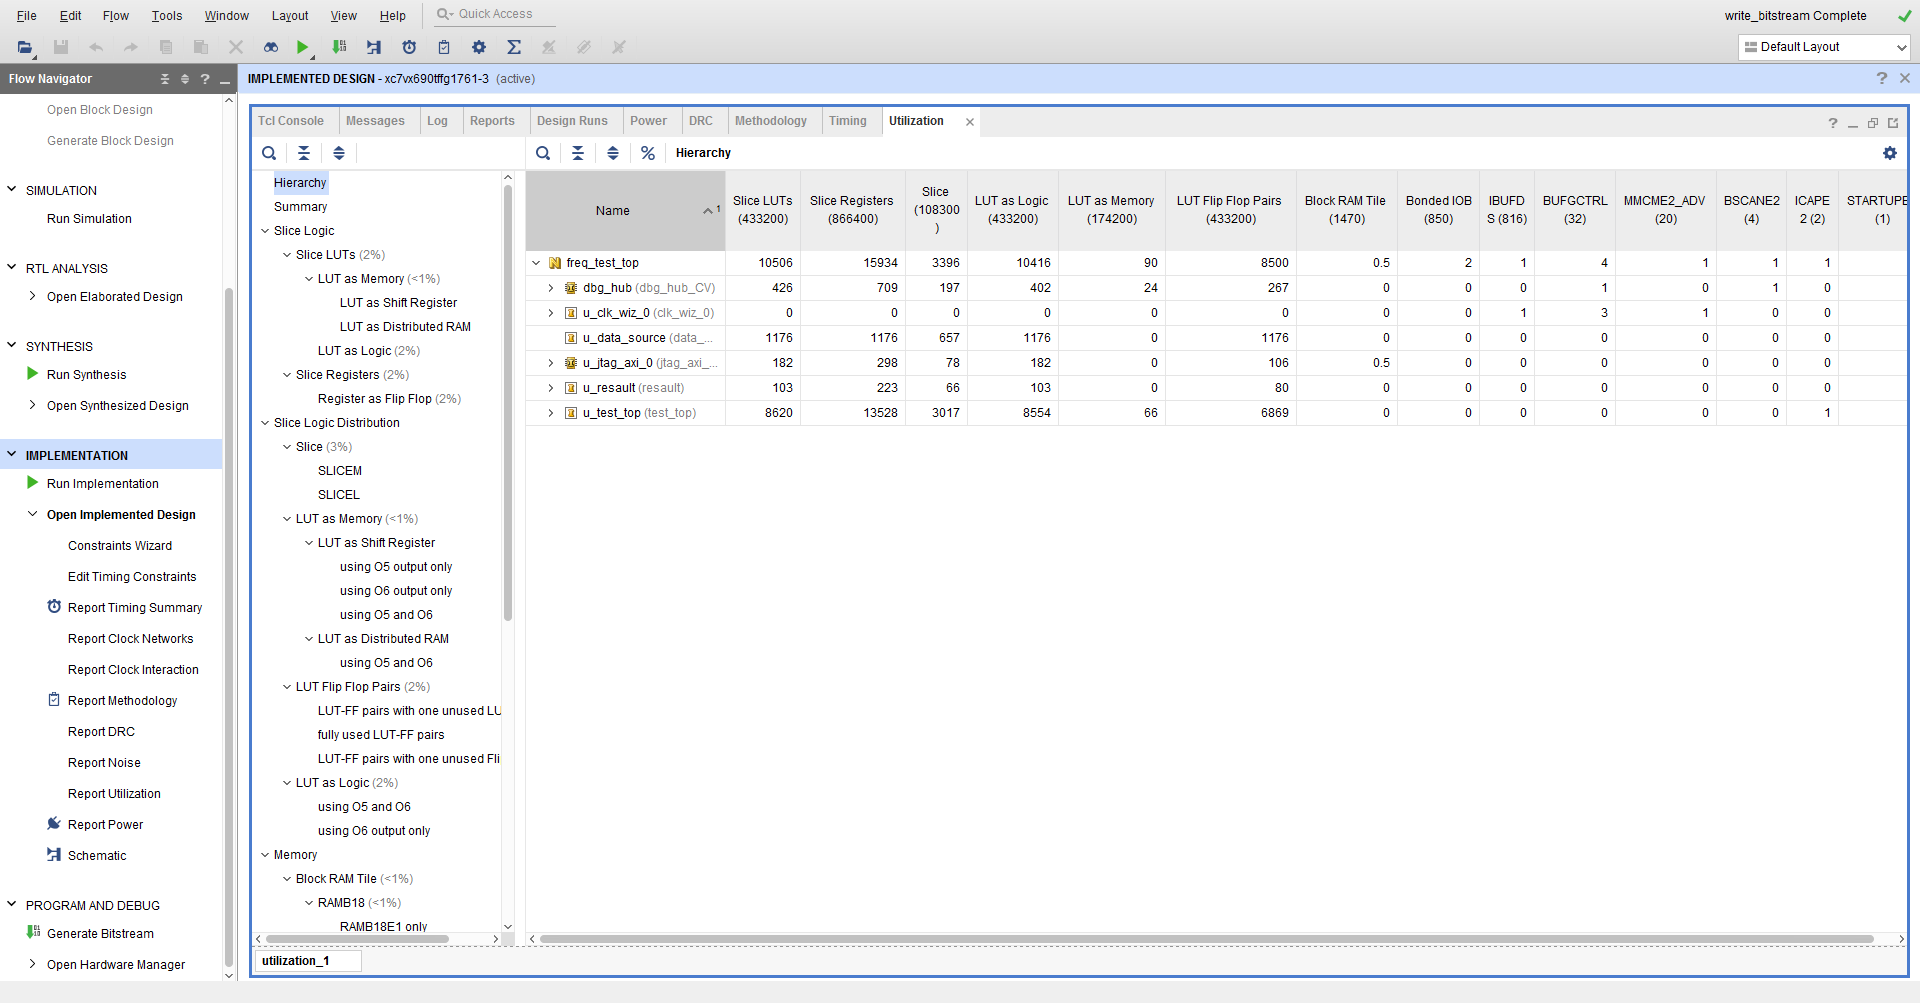 File Edit Flow Tools Window Layout View Help Quick Access write_bitstream Complete
Default Layout
Flow Navigator ? _
IMPLEMENTED DESIGN - xc7vx690tffg1761-3 (active) ?
Open Block Design
Generate Block Design
SIMULATION
Run Simulation
RTL ANALYSIS
Open Elaborated Design
SYNTHESIS
Run Synthesis
Open Synthesized Design
IMPLEMENTATION
Run Implementation
Open Implemented Design
Constraints Wizard
Edit Timing Constraints
Report Timing Summary
Report Clock Networks
Report Clock Interaction
Report Methodology
Report DRC
Report Noise
Report Utilization
Report Power
Schematic
PROGRAM AND DEBUG
Generate Bitstream
Open Hardware Manager
Tcl Console Messages Log Reports Design Runs Power DRC Methodology Timing Utilization ?
Hierarchy
Summary
Slice Logic
Slice LUTs (2%)
LUT as Memory (<1%)
LUT as Shift Register
LUT as Distributed RAM
LUT as Logic (2%)
Slice Registers (2%)
Register as Flip Flop (2%)
Slice Logic Distribution
Slice (3%)
SLICEM
SLICEL
LUT as Memory (<1%)
LUT as Shift Register
using O5 output only
using O6 output only
using O5 and O6
LUT as Distributed RAM
using O5 and O6
LUT Flip Flop Pairs (2%)
LUT-FF pairs with one unused LU
fully used LUT-FF pairs
LUT-FF pairs with one unused Fli
LUT as Logic (2%)
using O5 and O6
using O6 output only
Memory
Block RAM Tile (<1%)
RAMB18 (<1%)
RAMB18E1 only
% Hierarchy
Name 1 Slice LUTs (433200) Slice Registers (866400) Slice (108300) LUT as Logic (433200) LUT as Memory (174200) LUT Flip Flop Pairs (433200) Block RAM Tile (1470) Bonded IOB (850) IBUFDS (816) BUFGCTRL (32) MMCME2_ADV (20) BSCANE2 (4) ICAPE2 (2) STARTUPE (1)
freq_test_top 10506 15934 3396 10416 90 8500 0.5 2 1 4 1 1 1
dbg_hub (dbg_hub_CV) 426 709 197 402 24 267 0 0 0 1 0 1 0
u_clk_wiz_0 (clk_wiz_0) 0 0 0 0 0 0 0 0 1 3 1 0 0
u_data_source (data_... 1176 1176 657 1176 0 1176 0 0 0 0 0 0 0
u_jtag_axi_0 (jtag_axi_... 182 298 78 182 0 106 0.5 0 0 0 0 0 0
u_resault (resault) 103 223 66 103 0 80 0 0 0 0 0 0 0
u_test_top (test_top) 8620 13528 3017 8554 66 6869 0 0 0 0 0 0 1
utilization_1